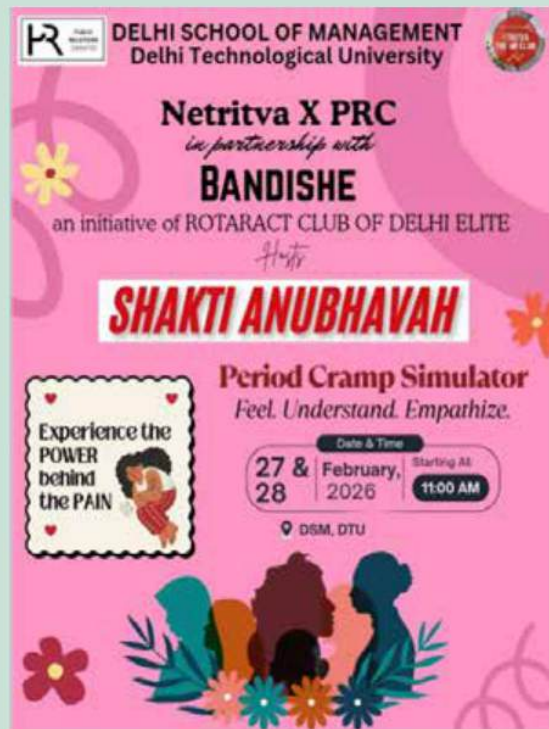 PUBLIC
RELATIONS
DELHI SCHOOL OF MANAGEMENT
Delhi Technological University
Netritva X PRC
in partnership with
BANDISHE
an initiative of ROTARACT CLUB OF DELHI ELITE
Hosts
SHAKTI ANUBHAVAH
Period Cramp Simulator
Feel. Understand. Empathize.
Experience the
POWER
behind
the PAIN
Date & Time
27 &
28
February,
2026
Starting At:
11:00 AM
DSM, DTU